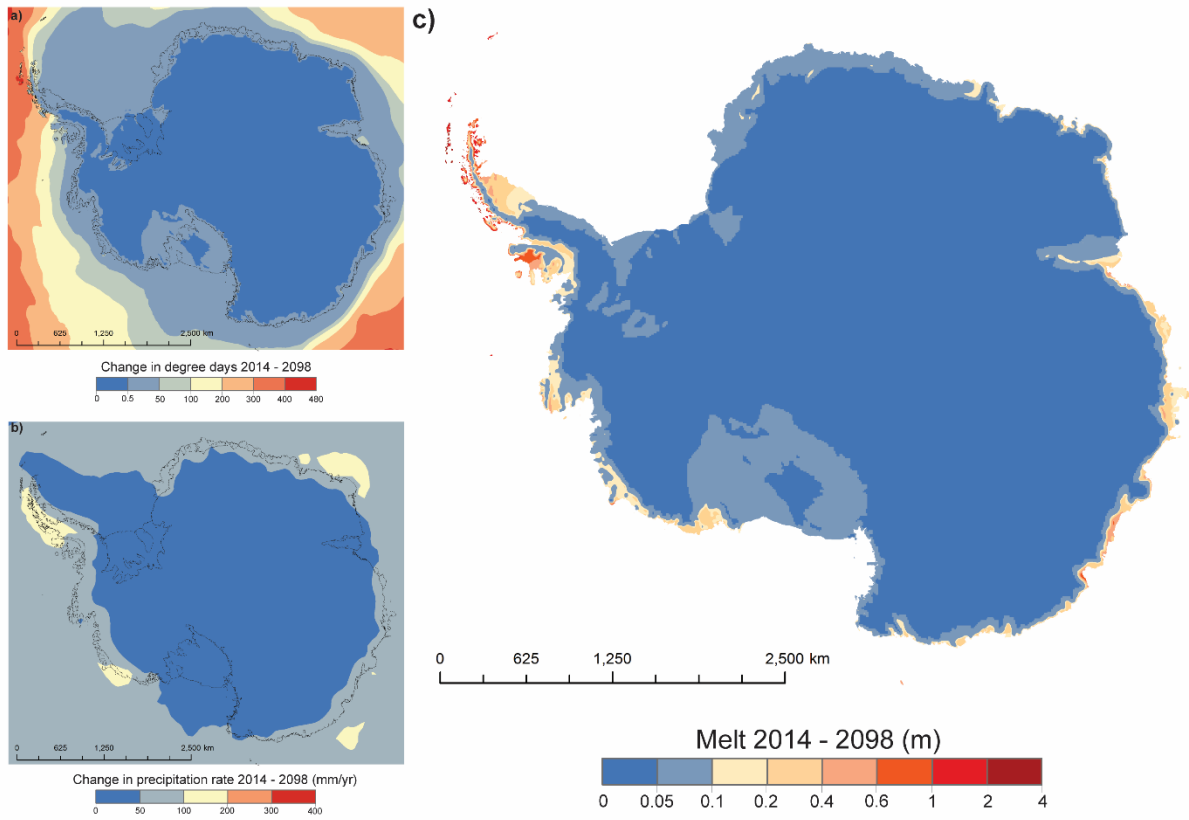 a)
0 625 1,250 2,500 km
Change in degree days 2014 - 2098
0 0.5 50 100 200 300 400 480
b)
0 625 1,250 2,500 km
Change in precipitation rate 2014 - 2098 (mm/yr)
0 50 100 200 300 400
c)
0 625 1,250 2,500 km
Melt 2014 - 2098 (m)
0 0.05 0.1 0.2 0.4 0.6 1 2 4